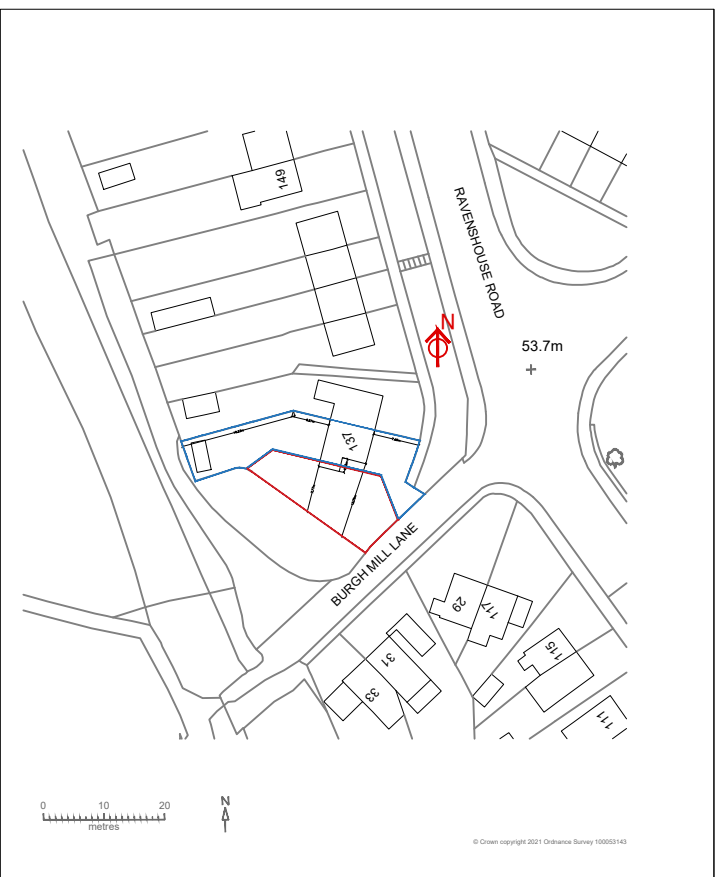 149
RAVENSHOUSE ROAD
N
53.7m
137
BURGH MILL LANE
29
117
31
33
115
111
0 10 20
metres
N
© Crown copyright 2021 Ordnance Survey 100053143